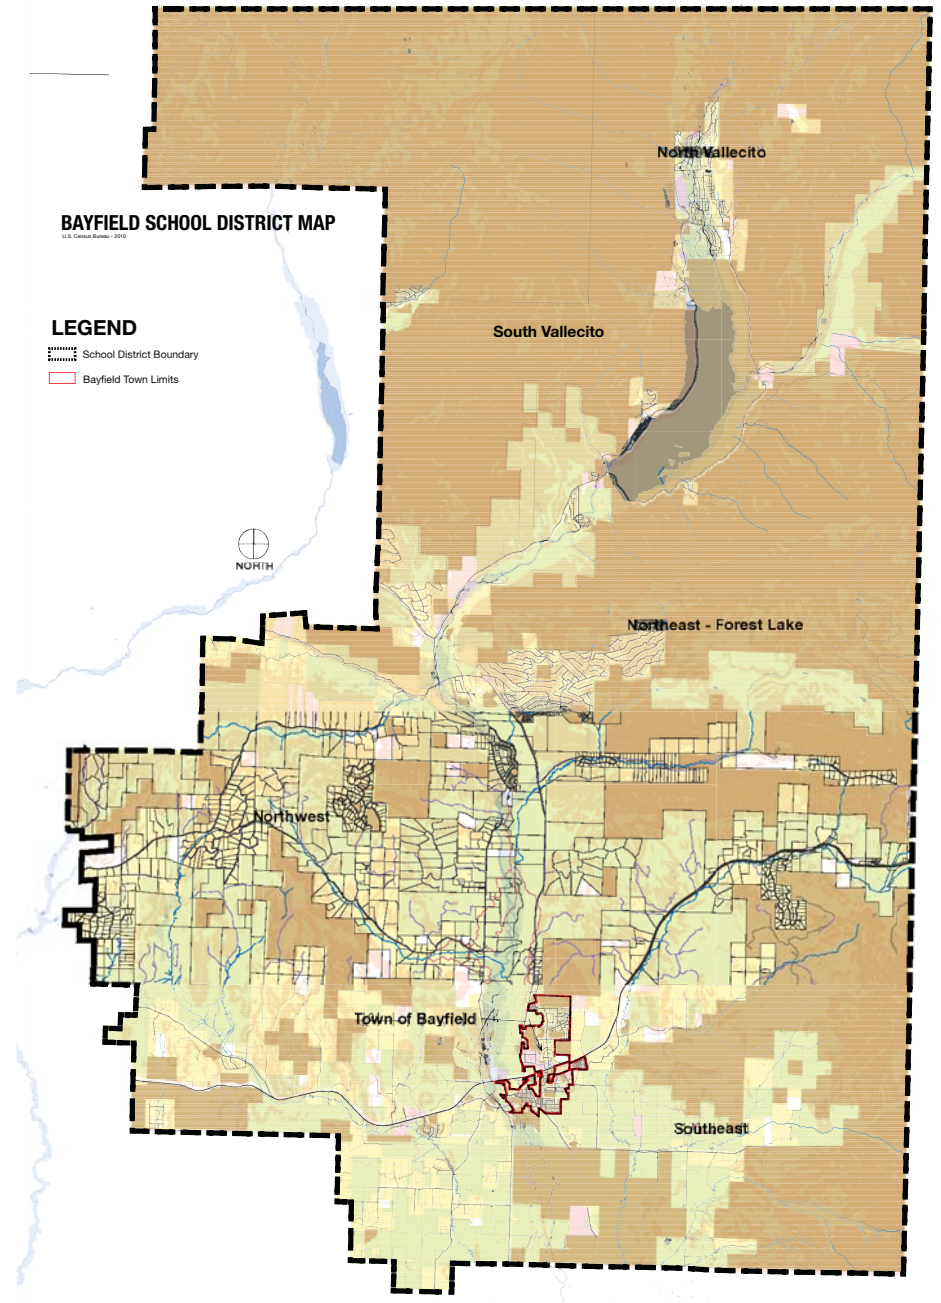 North Vallecito
BAYFIELD SCHOOL DISTRICT MAP
U.S. Census Bureau - 2010
LEGEND
School District Boundary
Bayfield Town Limits
South Vallecito
NORTH
Northeast - Forest Lake
Northwest
Town of Bayfield
Southeast